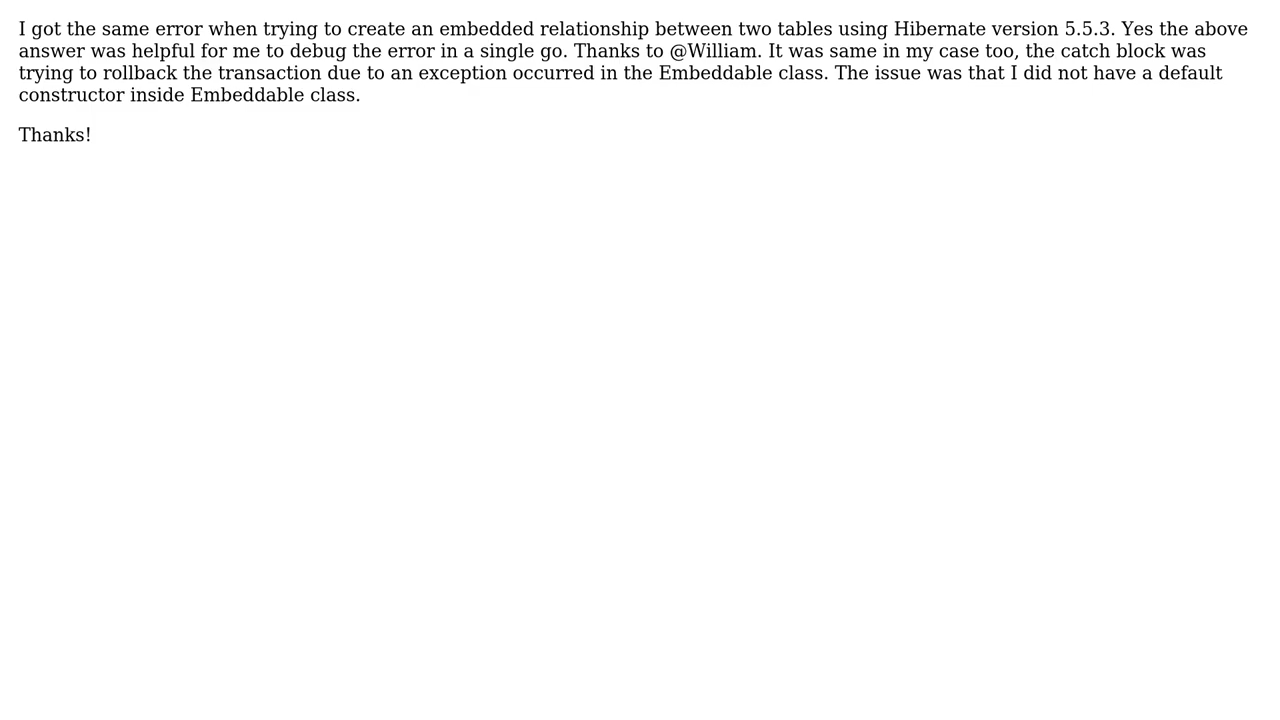 I got the same error when trying to create an embedded relationship between two tables using Hibernate version 5.5.3. Yes the above
answer was helpful for me to debug the error in a single go. Thanks to @William. It was same in my case too, the catch block was
trying to rollback the transaction due to an exception occurred in the Embeddable class. The issue was that I did not have a default
constructor inside Embeddable class.
Thanks!